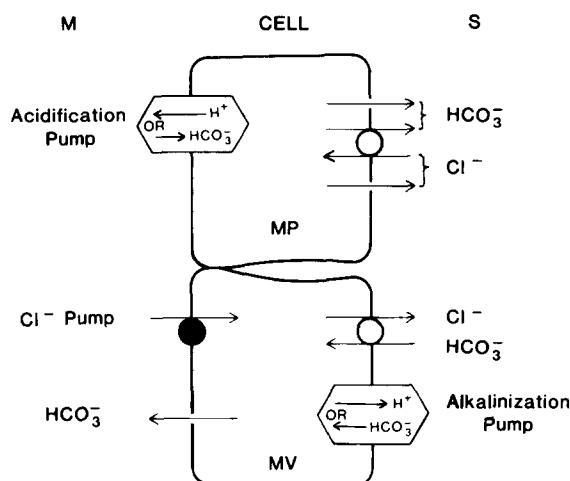 M CELL S
Acidification
Pump
H⁺
OR
HCO₃⁻
HCO₃⁻
Cl⁻
MP
Cl⁻ Pump
Cl⁻
HCO₃⁻
HCO₃⁻
H⁺
OR
HCO₃⁻
Alkalinization
Pump
MV